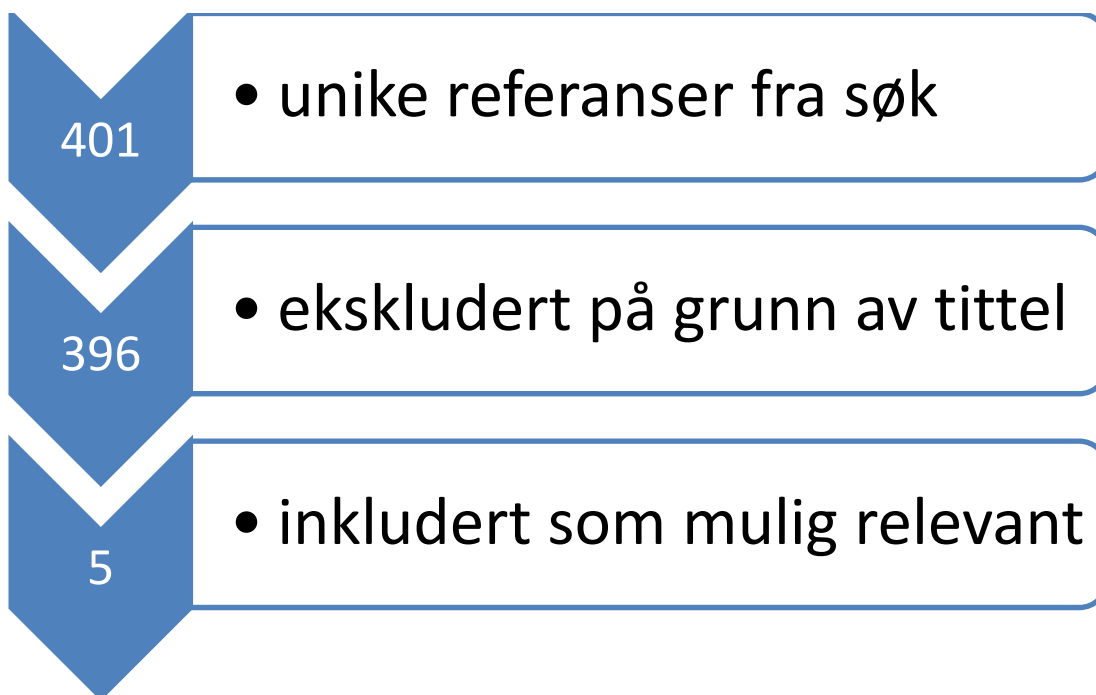 401
• unike referanser fra søk
396
• ekskludert på grunn av tittel
5
• inkludert som mulig relevant